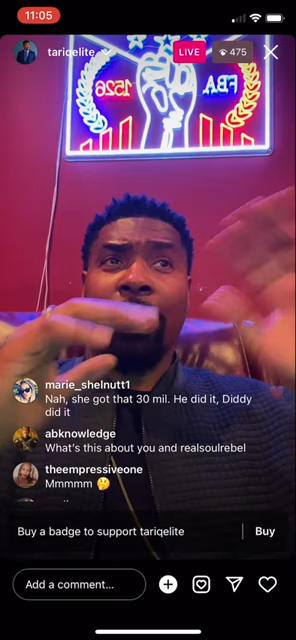 11:05
tariqelite
LIVE
475
1526
FBA
marie_shelnutt1
Nah, she got that 30 mil. He did it, Diddy
did it
abknowledge
What's this about you and realsoulrebel
theempressiveone
Mmmmm 🤔
Buy a badge to support tariqelite
Buy
Add a comment...